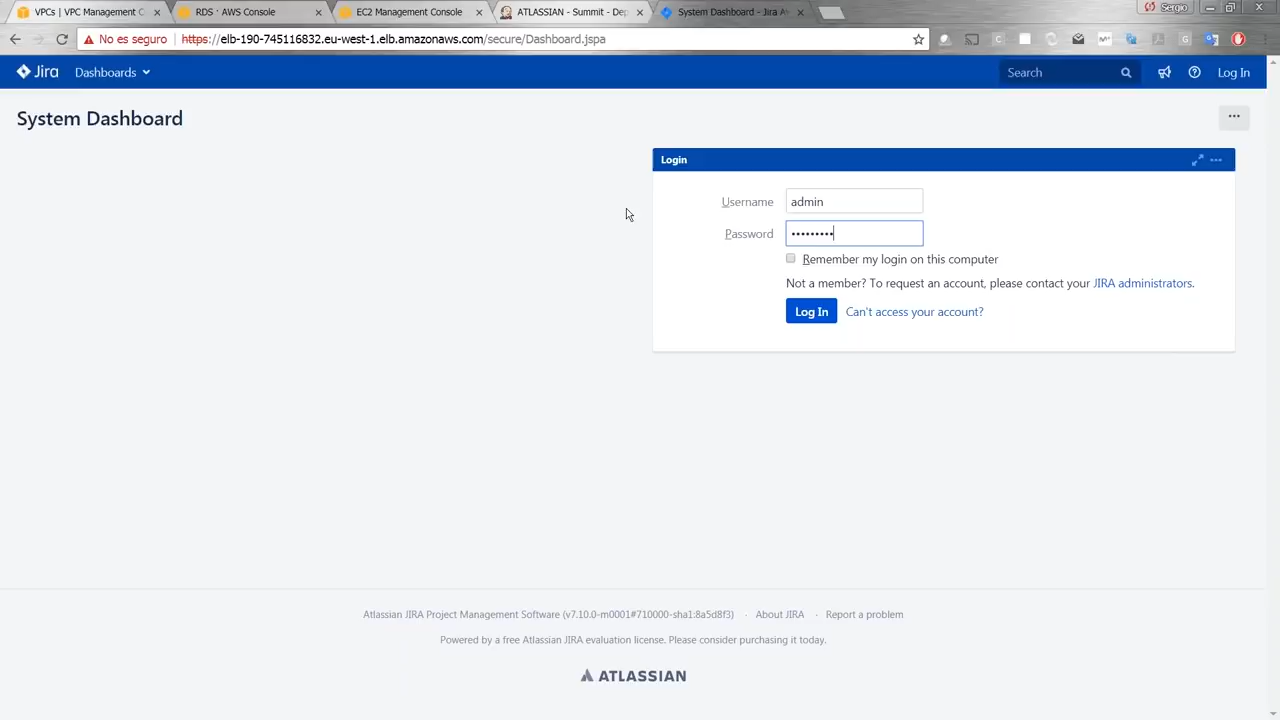 VPCs | VPC Management C
RDS · AWS Console
EC2 Management Console
ATLASSIAN - Summit - Dep
System Dashboard - Jira A
Sergio
No es seguro | https://elb-190-745116832.eu-west-1.elb.amazonaws.com/secure/Dashboard.jspa
Jira Dashboards Search Log In
System Dashboard
Login
Username admin
Password •••••••••
Remember my login on this computer
Not a member? To request an account, please contact your JIRA administrators.
Log In Can't access your account?
Atlassian JIRA Project Management Software (v7.10.0-m0001#710000-sha1:8a5d8f3) · About JIRA · Report a problem
Powered by a free Atlassian JIRA evaluation license. Please consider purchasing it today.
ATLASSIAN